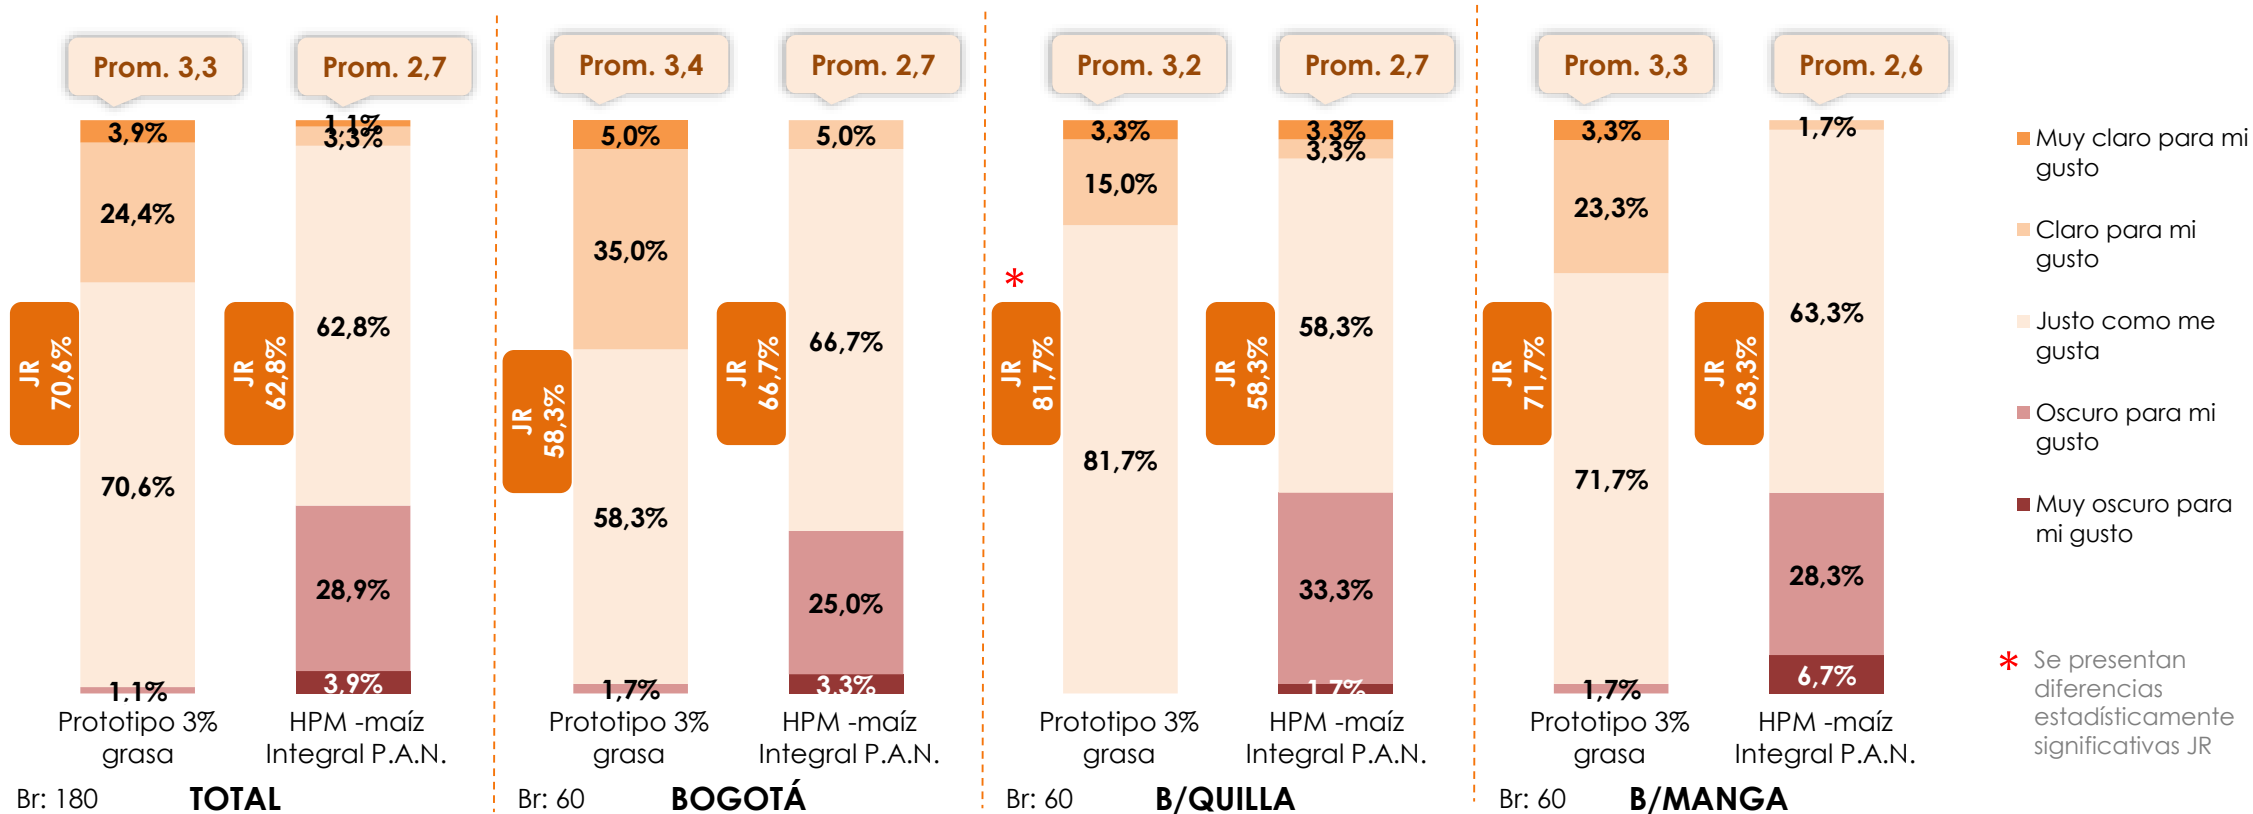 Prom. 3,3
Prom. 2,7
3,9%
24,4%
70,6%
1,1%
JR
70,6%
1,1%
3,3%
62,8%
28,9%
3,9%
JR
62,8%
Prototipo 3%
grasa
HPM -maíz
Integral P.A.N.
Br: 180
TOTAL
Prom. 3,4
Prom. 2,7
5,0%
35,0%
58,3%
1,7%
JR
58,3%
5,0%
66,7%
25,0%
3,3%
JR
66,7%
Prototipo 3%
grasa
HPM -maíz
Integral P.A.N.
Br: 60
BOGOTÁ
Prom. 3,2
Prom. 2,7
3,3%
15,0%
81,7%
*
JR
81,7%
3,3%
3,3%
58,3%
33,3%
1,7%
JR
58,3%
Prototipo 3%
grasa
HPM -maíz
Integral P.A.N.
Br: 60
B/QUILLA
Prom. 3,3
Prom. 2,6
3,3%
23,3%
71,7%
1,7%
JR
71,7%
1,7%
63,3%
28,3%
6,7%
JR
63,3%
Prototipo 3%
grasa
HPM -maíz
Integral P.A.N.
Br: 60
B/MANGA
Muy claro para mi
gusto
Claro para mi
gusto
Justo como me
gusta
Oscuro para mi
gusto
Muy oscuro para
mi gusto
* Se presentan
diferencias
estadísticamente
significativas JR